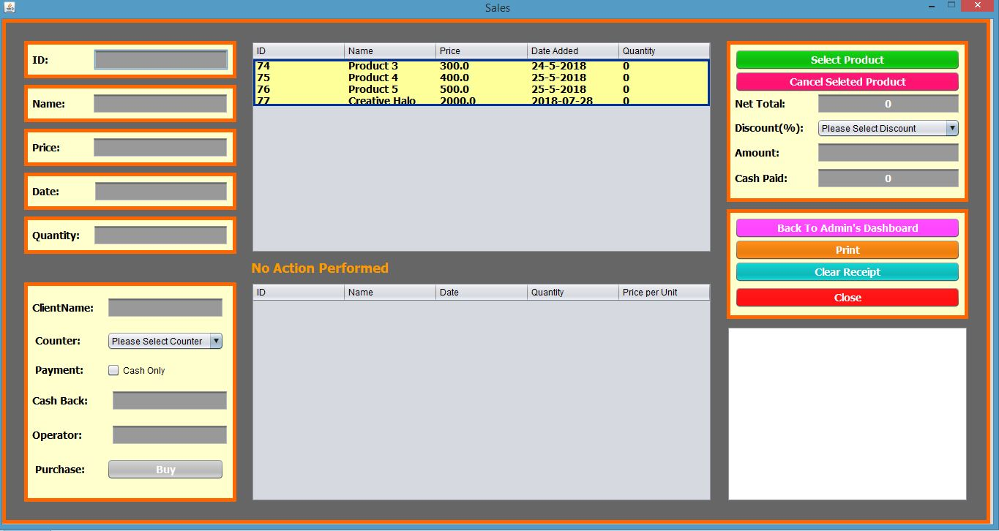 Sales
ID:
Name:
Price:
Date:
Quantity:
ID Name Price Date Added Quantity
74 Product 3 300.0 24-5-2018 0
75 Product 4 400.0 25-5-2018 0
76 Product 5 500.0 25-5-2018 0
77 Creative Halo 2000.0 2018-07-28 0
Select Product
Cancel Seleted Product
Net Total: 0
Discount(%): Please Select Discount
Amount:
Cash Paid: 0
Back To Admin's Dashboard
Print
Clear Receipt
Close
No Action Performed
ID Name Date Quantity Price per Unit
ClientName:
Counter: Please Select Counter
Payment: Cash Only
Cash Back:
Operator:
Purchase: Buy